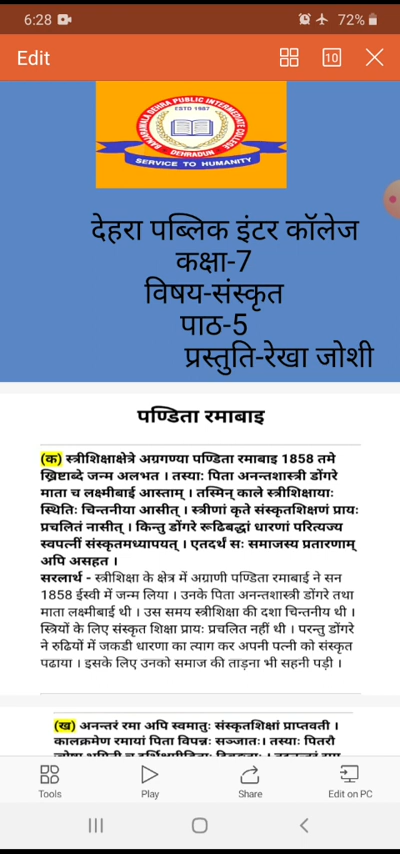 6:28
72%
Edit
10
BANJARAWALA DEHRA PUBLIC INTERMEDIATE COLLEGE
ESTD 1987
DEHRADUN
SERVICE TO HUMANITY
देहरा पब्लिक इंटर कॉलेज
कक्षा-7
विषय-संस्कृत
पाठ-5
प्रस्तुति-रेखा जोशी
पण्डिता रमाबाइ
(क) स्त्रीशिक्षाक्षेत्रे अग्रगण्या पण्डिता रमाबाइ 1858 तमे
ख्रिष्टाब्दे जन्म अलभत । तस्या: पिता अनन्तशास्त्री डोंगरे
माता च लक्ष्मीबाई आस्ताम् । तस्मिन् काले स्त्रीशिक्षाया:
स्थिति: चिन्तनीया आसीत् । स्त्रीणां कृते संस्कृतशिक्षणं प्राय:
प्रचलितं नासीत् । किन्तु डोंगरे रूढिबद्धां धारणां परित्यज्य
स्वपत्नीं संस्कृतमध्यापयत् । एतदर्थं स: समाजस्य प्रतारणाम्
अपि असहत ।
सरलार्थ - स्त्रीशिक्षा के क्षेत्र में अग्राणी पण्डिता रमाबाई ने सन
1858 ईस्वी में जन्म लिया । उनके पिता अनन्तशास्त्री डोंगरे तथा
माता लक्ष्मीबाई थी । उस समय स्त्रीशिक्षा की दशा चिन्तनीय थी ।
स्त्रियों के लिए संस्कृत शिक्षा प्राय: प्रचलित नहीं थी । परन्तु डोंगरे
ने रुढियों में जकडी धारणा का त्याग कर अपनी पत्नी को संस्कृत
पढाया । इसके लिए उनको समाज की ताड़ना भी सहनी पड़ी ।
(ख) अनन्तरं रमा अपि स्वमातु: संस्कृतशिक्षां प्राप्तवती ।
कालक्रमेण रमायां पिता विपन्न: सञ्जात:। तस्या: पितरौ
Tools
Play
Share
Edit on PC